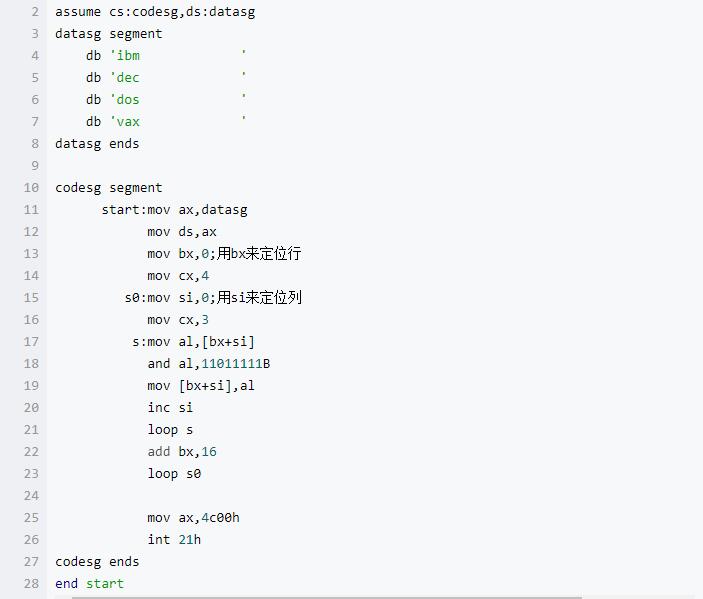 2 assume cs:codesg,ds:datasg
3 datasg segment
4     db 'ibm             '
5     db 'dec             '
6     db 'dos             '
7     db 'vax             '
8 datasg ends
9
10 codesg segment
11       start:mov ax,datasg
12             mov ds,ax
13             mov bx,0;用bx来定位行
14             mov cx,4
15          s0:mov si,0;用si来定位列
16             mov cx,3
17           s:mov al,[bx+si]
18             and al,11011111B
19             mov [bx+si],al
20             inc si
21             loop s
22             add bx,16
23             loop s0
24
25             mov ax,4c00h
26             int 21h
27 codesg ends
28 end start